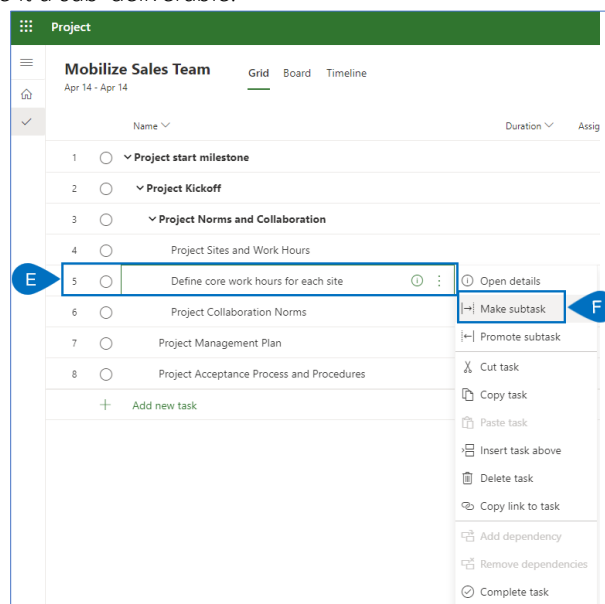 e it a sub-deliverable.
Project
Mobilize Sales Team Grid Board Timeline
Apr 14 - Apr 14
Name Duration Assig
1 Project start milestone
2 Project Kickoff
3 Project Norms and Collaboration
4 Project Sites and Work Hours
E 5 Define core work hours for each site Open details
Make subtask F
6 Project Collaboration Norms
Promote subtask
7 Project Management Plan
8 Project Acceptance Process and Procedures Cut task
Copy task
Add new task
Paste task
Insert task above
Delete task
Copy link to task
Add dependency
Remove dependencies
Complete task